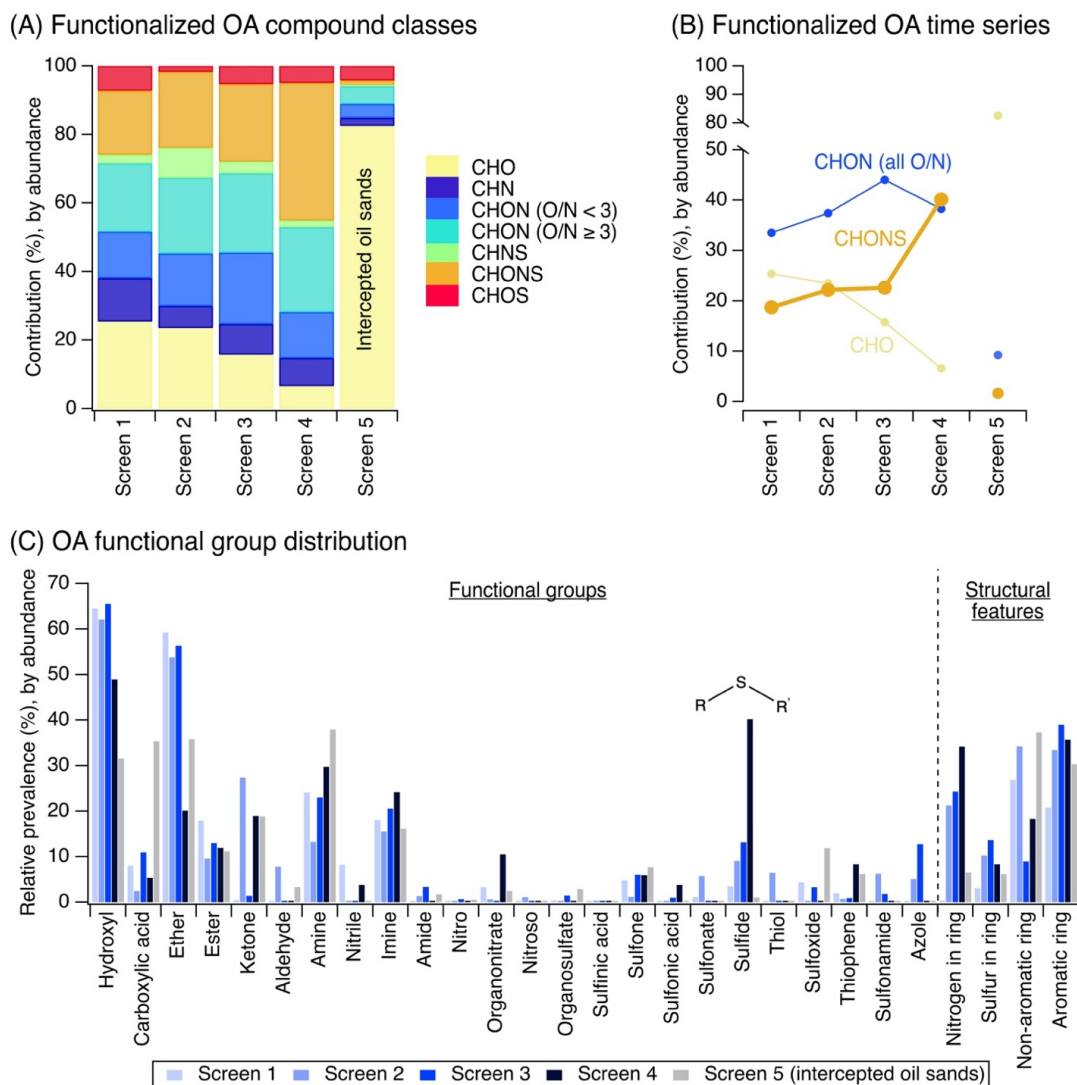 (A) Functionalized OA compound classes
Contribution (%), by abundance
100
80
60
40
20
0
Intercepted oil sands
Screen 1
Screen 2
Screen 3
Screen 4
Screen 5
CHO
CHN
CHON (O/N < 3)
CHON (O/N ≥ 3)
CHNS
CHONS
CHOS
(B) Functionalized OA time series
Contribution (%), by abundance
100
90
80
50
40
30
20
10
0
CHON (all O/N)
CHONS
CHO
Screen 1
Screen 2
Screen 3
Screen 4
Screen 5
(C) OA functional group distribution
Relative prevalence (%), by abundance
70
60
50
40
30
20
10
0
Functional groups
Structural
features
R
S
R'
Hydroxyl
Carboxylic acid
Ether
Ester
Ketone
Aldehyde
Amine
Nitrile
Imine
Amide
Nitro
Organonitrate
Nitroso
Organosulfate
Sulfinic acid
Sulfone
Sulfonic acid
Sulfonate
Sulfide
Thiol
Sulfoxide
Thiophene
Sulfonamide
Azole
Nitrogen in ring
Sulfur in ring
Non-aromatic ring
Aromatic ring
Screen 1 Screen 2 Screen 3 Screen 4 Screen 5 (intercepted oil sands)